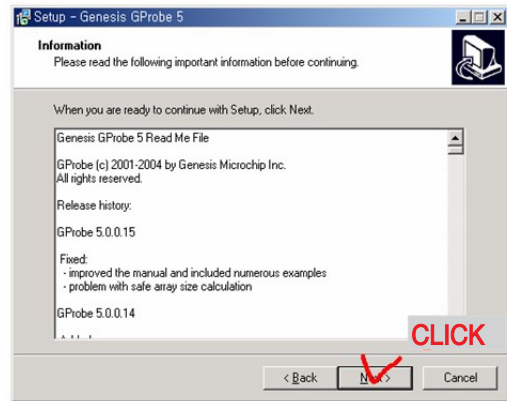 Setup - Genesis GProbe 5
Information
Please read the following important information before continuing.
When you are ready to continue with Setup, click Next.
Genesis GProbe 5 Read Me File
GProbe (c) 2001-2004 by Genesis Microchip Inc.
All rights reserved.
Release history:
GProbe 5.0.0.15
Fixed:
- improved the manual and included numerous examples
- problem with safe array size calculation
GProbe 5.0.0.14
CLICK
< Back
Next >
Cancel